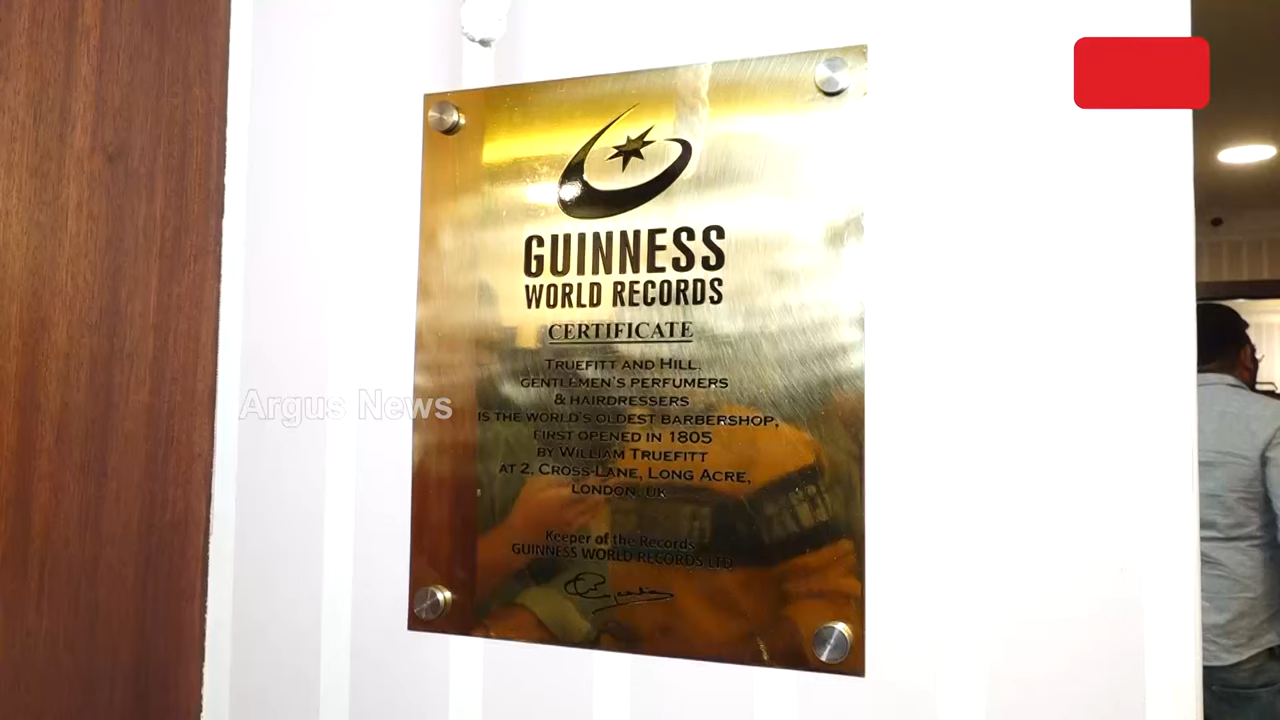 GUINNESS
WORLD RECORDS
CERTIFICATE
TRUEFITT AND HILL,
GENTLEMEN'S PERFUMERS
& HAIRDRESSERS
IS THE WORLD'S OLDEST BARBERSHOP,
FIRST OPENED IN 1805
BY WILLIAM TRUEFITT
AT 2, CROSS-LANE, LONG ACRE,
LONDON, UK
Keeper of the Records
GUINNESS WORLD RECORDS LTD
Argus News